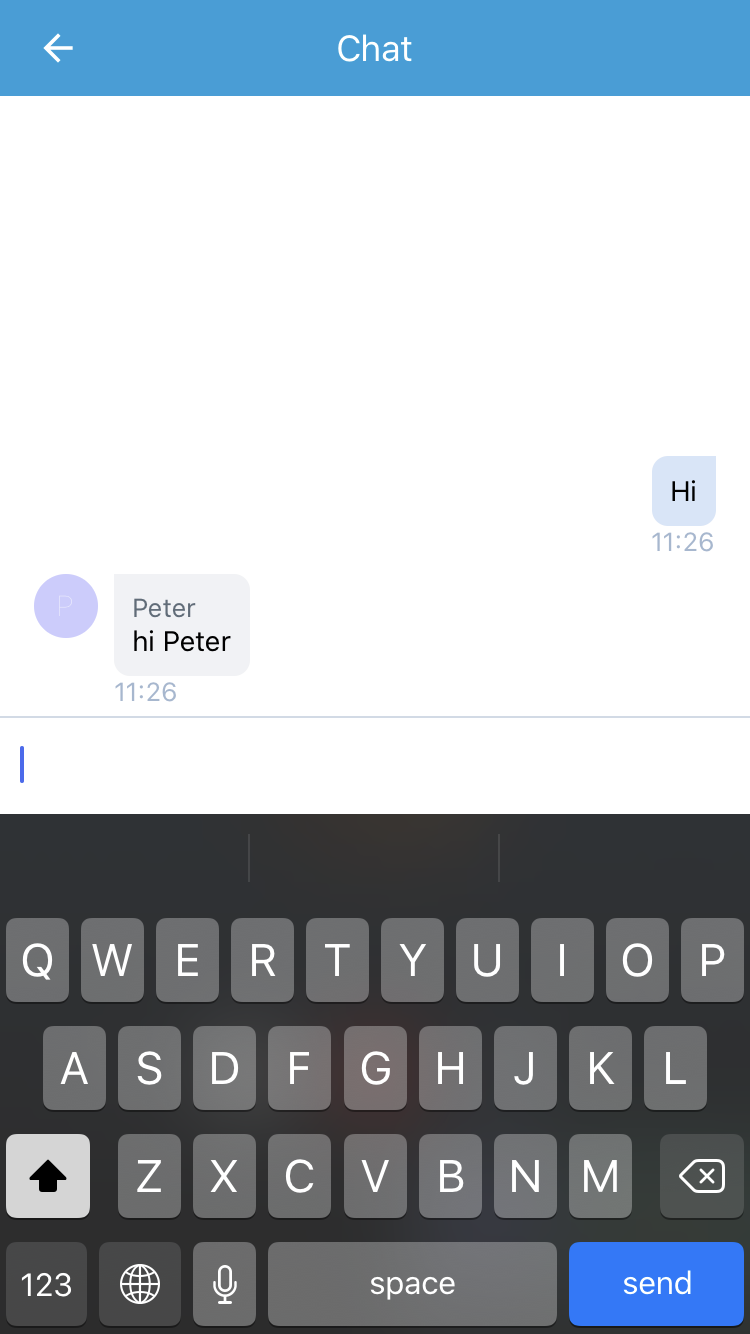 Chat
Hi
11:26
P
Peter
hi Peter
11:26
Q W E R T Y U I O P
A S D F G H J K L
Z X C V B N M
123 space send